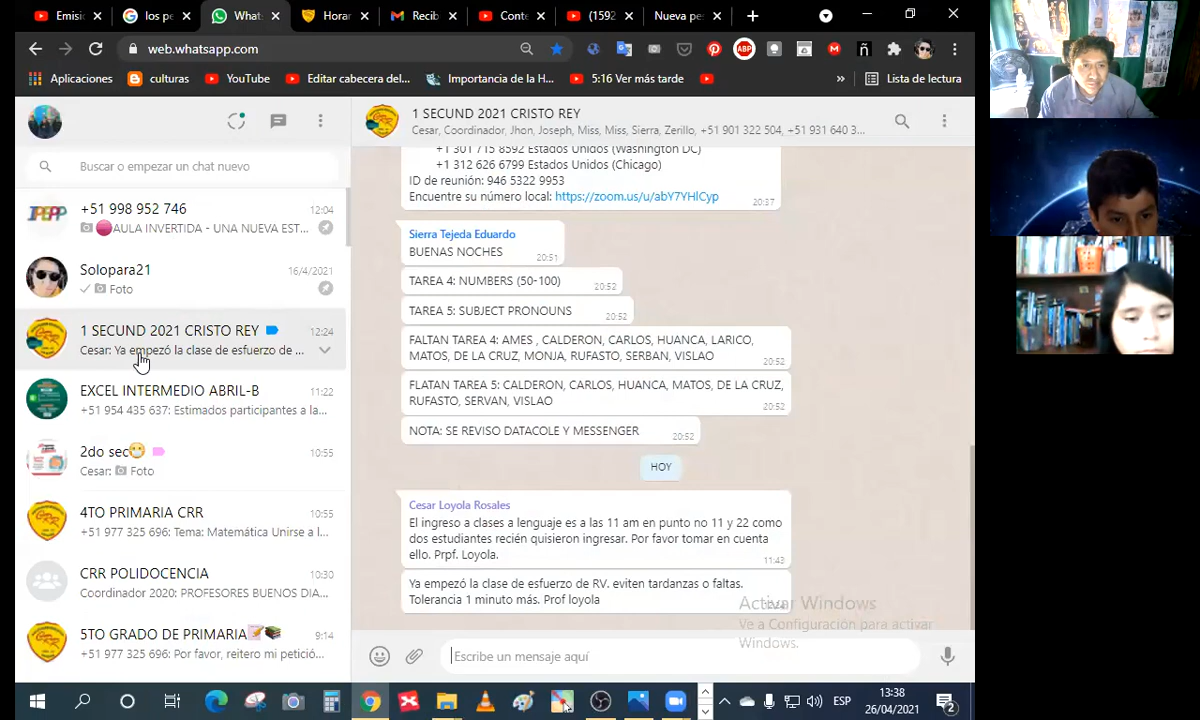 Emisic
los pe
What:
Horar
Recib
Conte
(1592
Nueva pe:
web.whatsapp.com
ABP
ñ
Aplicaciones
culturas
YouTube
Editar cabecera del...
Importancia de la H...
5:16 Ver más tarde
»
Lista de lectura
Buscar o empezar un chat nuevo
IPEPP
+51 998 952 746
12:04
AULA INVERTIDA - UNA NUEVA EST...
Solopara21
16/4/2021
Foto
1 SECUND 2021 CRISTO REY
12:24
Cesar: Ya empezó la clase de esfuerzo de ...
EXCEL INTERMEDIO ABRIL-B
11:22
+51 954 435 637: Estimados participantes a la...
2do sec😷
10:55
Cesar: Foto
4TO PRIMARIA CRR
10:55
+51 977 325 696: Tema: Matemática Unirse a l...
CRR POLIDOCENCIA
10:30
Coordinador 2020: PROFESORES BUENOS DIA...
5TO GRADO DE PRIMARIA📝📚
9:14
+51 977 325 696: Por favor, reitero mi petició...
1 SECUND 2021 CRISTO REY
Cesar, Coordinador, Jhon, Joseph, Miss, Miss, Sierra, Zerillo, +51 901 322 504, +51 931 640 3...
+1 301 715 8592 Estados Unidos (Washington DC)
+1 312 626 6799 Estados Unidos (Chicago)
ID de reunión: 946 5322 9953
Encuentre su número local: https://zoom.us/u/abY7YHlCyp
20:37
Sierra Tejeda Eduardo
BUENAS NOCHES
20:51
TAREA 4: NUMBERS (50-100)
20:52
TAREA 5: SUBJECT PRONOUNS
20:52
FALTAN TAREA 4: AMES , CALDERON, CARLOS, HUANCA, LARICO,
MATOS, DE LA CRUZ, MONJA, RUFASTO, SERBAN, VISLAO
20:52
FLATAN TAREA 5: CALDERON, CARLOS, HUANCA, MATOS, DE LA CRUZ,
RUFASTO, SERVAN, VISLAO
20:52
NOTA: SE REVISO DATACOLE Y MESSENGER
20:52
HOY
Cesar Loyola Rosales
El ingreso a clases a lenguaje es a las 11 am en punto no 11 y 22 como
dos estudiantes recién quisieron ingresar. Por favor tomar en cuenta
ello. Prpf. Loyola.
11:43
Ya empezó la clase de esfuerzo de RV. eviten tardanzas o faltas.
Tolerancia 1 minuto más. Prof loyola
Activar Windows
Ve a Configuración para activar
Windows.
Escribe un mensaje aquí
ESP
13:38
26/04/2021
2